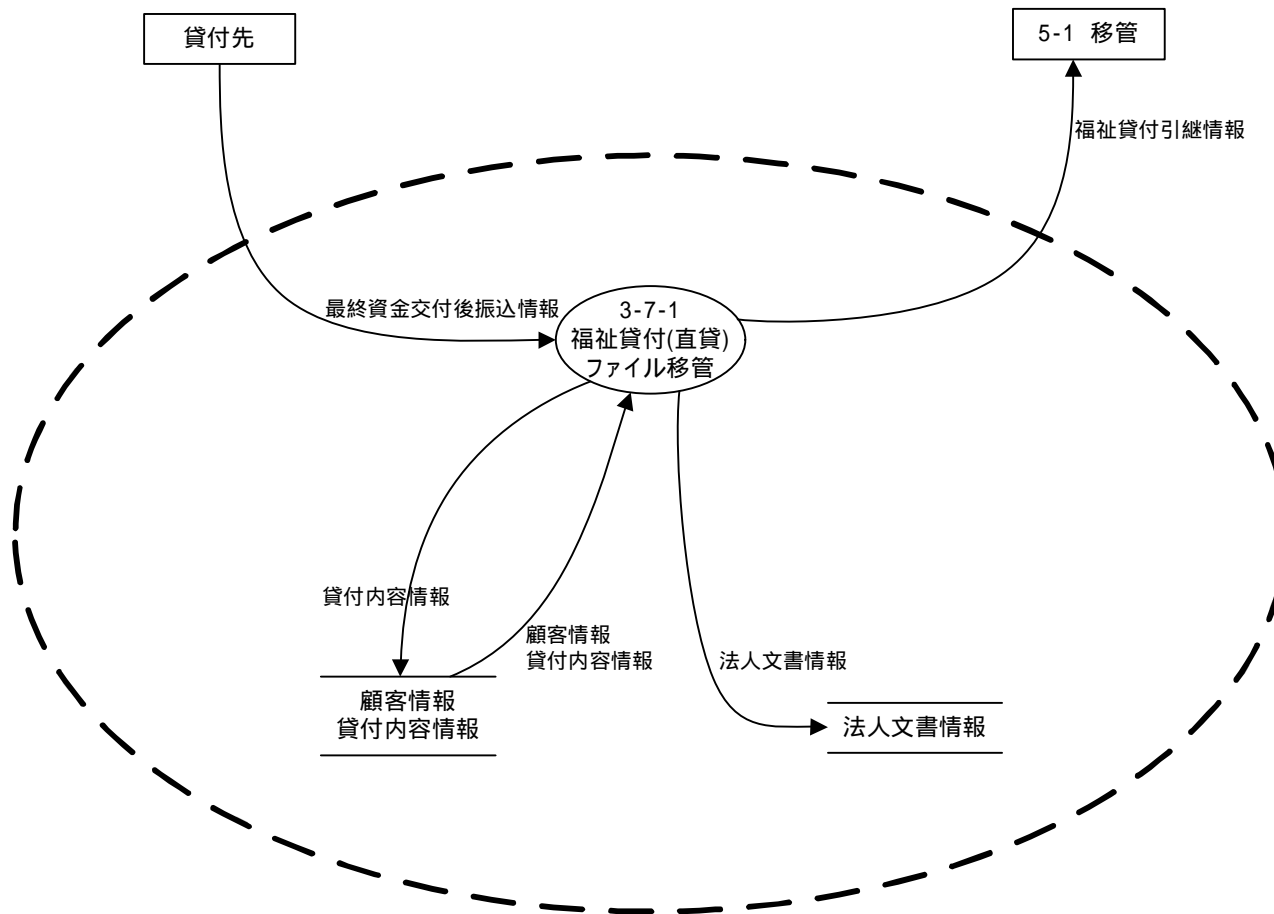 貸付先
5-1 移管
福祉貸付引継情報
最終資金交付後振込情報
3-7-1
福祉貸付(直貸)
ファイル移管
貸付内容情報
顧客情報
貸付内容情報
法人文書情報
顧客情報
貸付内容情報
法人文書情報